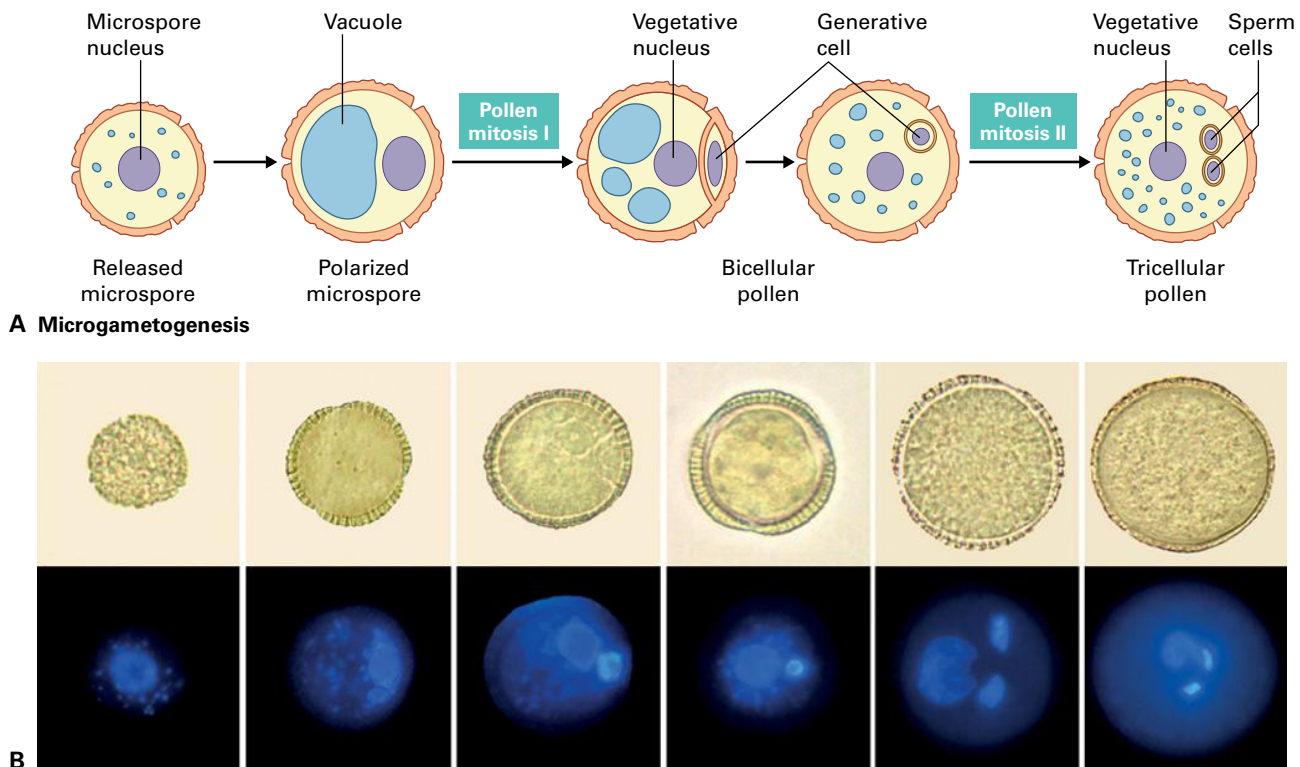 Microspore
nucleus
Vacuole
Vegetative
nucleus
Generative
cell
Vegetative
nucleus
Sperm
cells
Pollen
mitosis I
Pollen
mitosis II
Released
microspore
Polarized
microspore
Bicellular
pollen
Tricellular
pollen
A Microgametogenesis
B